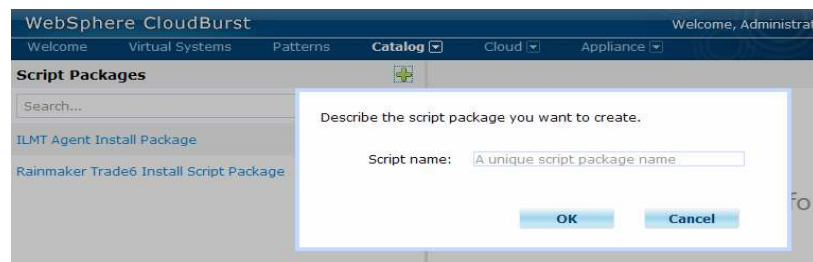 WebSphere CloudBurst
Welcome, Administrat
Welcome Virtual Systems Patterns Catalog Cloud Appliance
Script Packages
Search...
ILMT Agent Install Package
Rainmaker Trade6 Install Script Package
Describe the script package you want to create.
Script name: A unique script package name
OK Cancel
fo